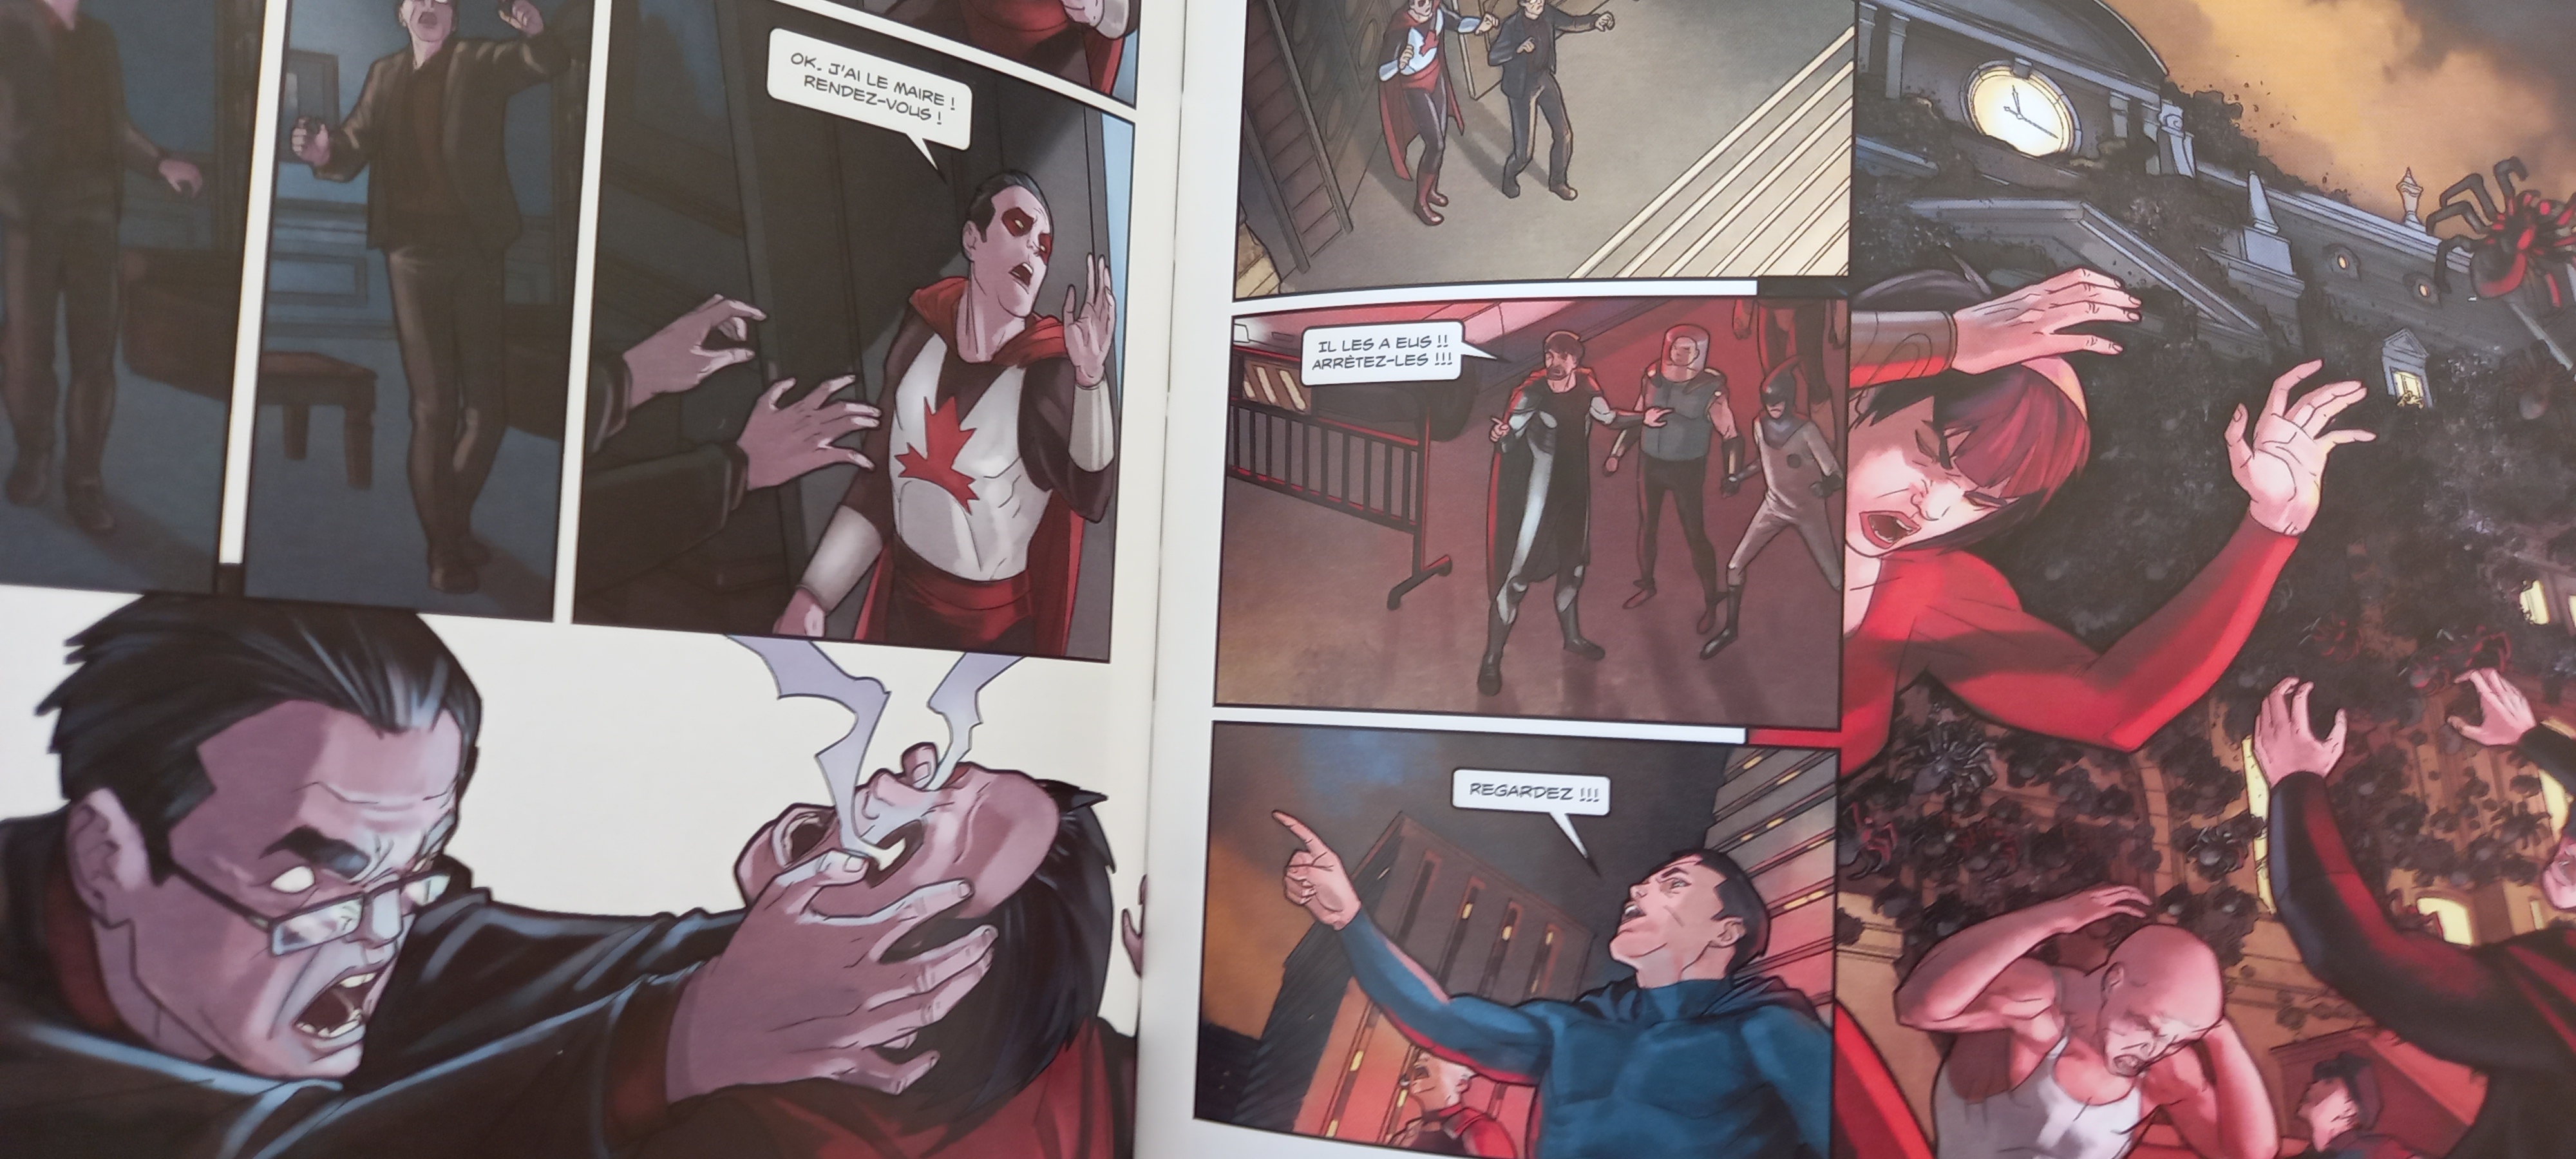 OK. J'AI LE MAIRE !
RENDEZ-VOUS !
IL LES A EUS !!
ARRÊTEZ-LES !!!
REGARDEZ !!!